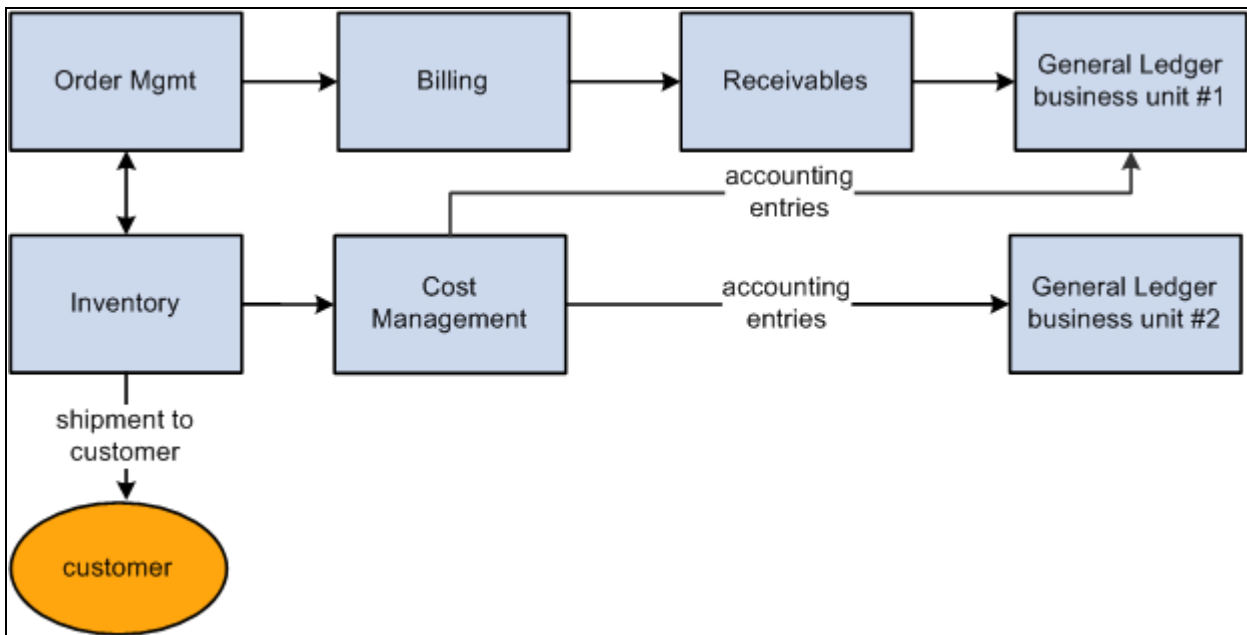 Order Mgmt
Billing
Receivables
General Ledger
business unit #1
accounting
entries
Inventory
Cost
Management
accounting
entries
General Ledger
business unit #2
shipment to
customer
customer